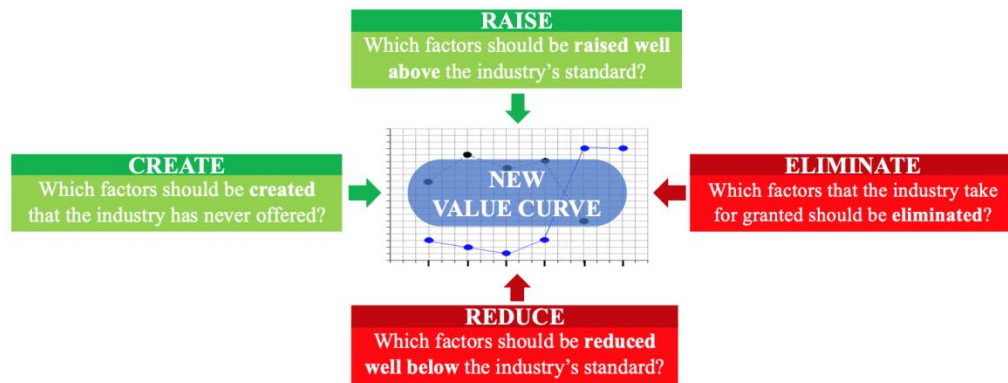 RAISE
Which factors should be raised well
above the industry's standard?
CREATE
Which factors should be created
that the industry has never offered?
NEW
VALUE CURVE
ELIMINATE
Which factors that the industry take
for granted should be eliminated?
REDUCE
Which factors should be reduced
well below the industry's standard?